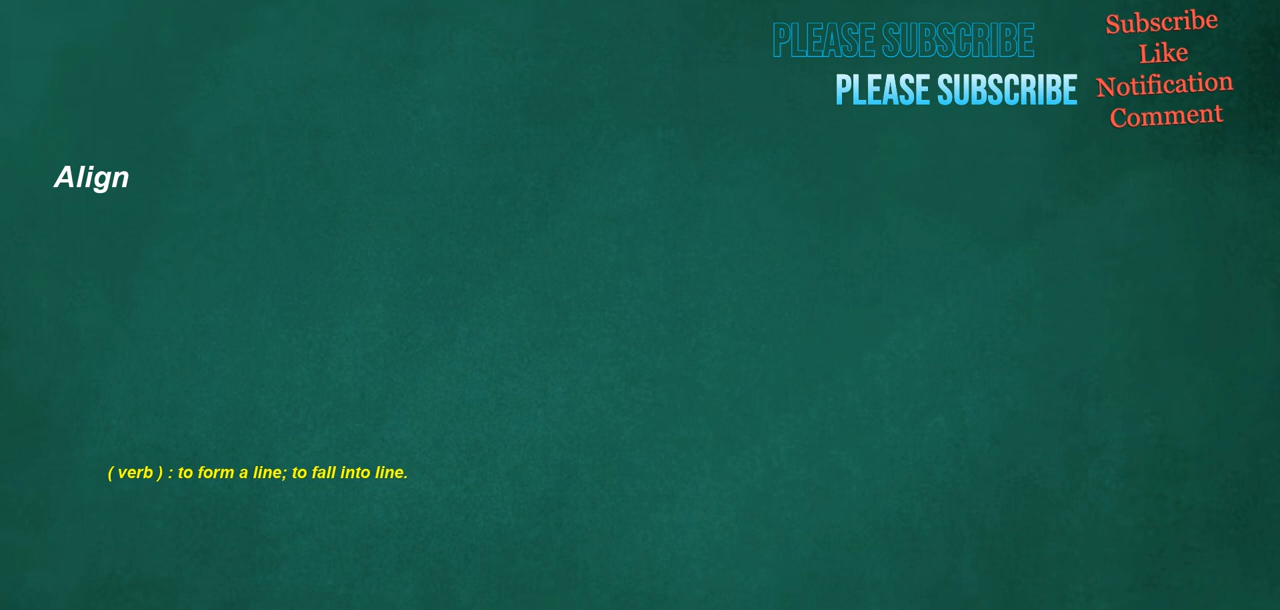 PLEASE SUBSCRIBE
PLEASE SUBSCRIBE
Subscribe
Like
Notification
Comment
Align
( verb ) : to form a line; to fall into line.